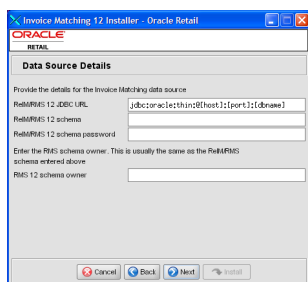 Invoice Matching 12 Installer - Oracle Retail
ORACLE
RETAIL
Data Source Details
Provide the details for the Invoice Matching data source
ReIM/RMS 12 JDBC URL
jdbc:oracle:thin:@[host]:[port]:[dbname]
ReIM/RMS 12 schema
ReIM/RMS 12 schema password
Enter the RMS schema owner. This is usually the same as the ReIM/RMS
schema entered above
RMS 12 schema owner
Cancel Back Next Install